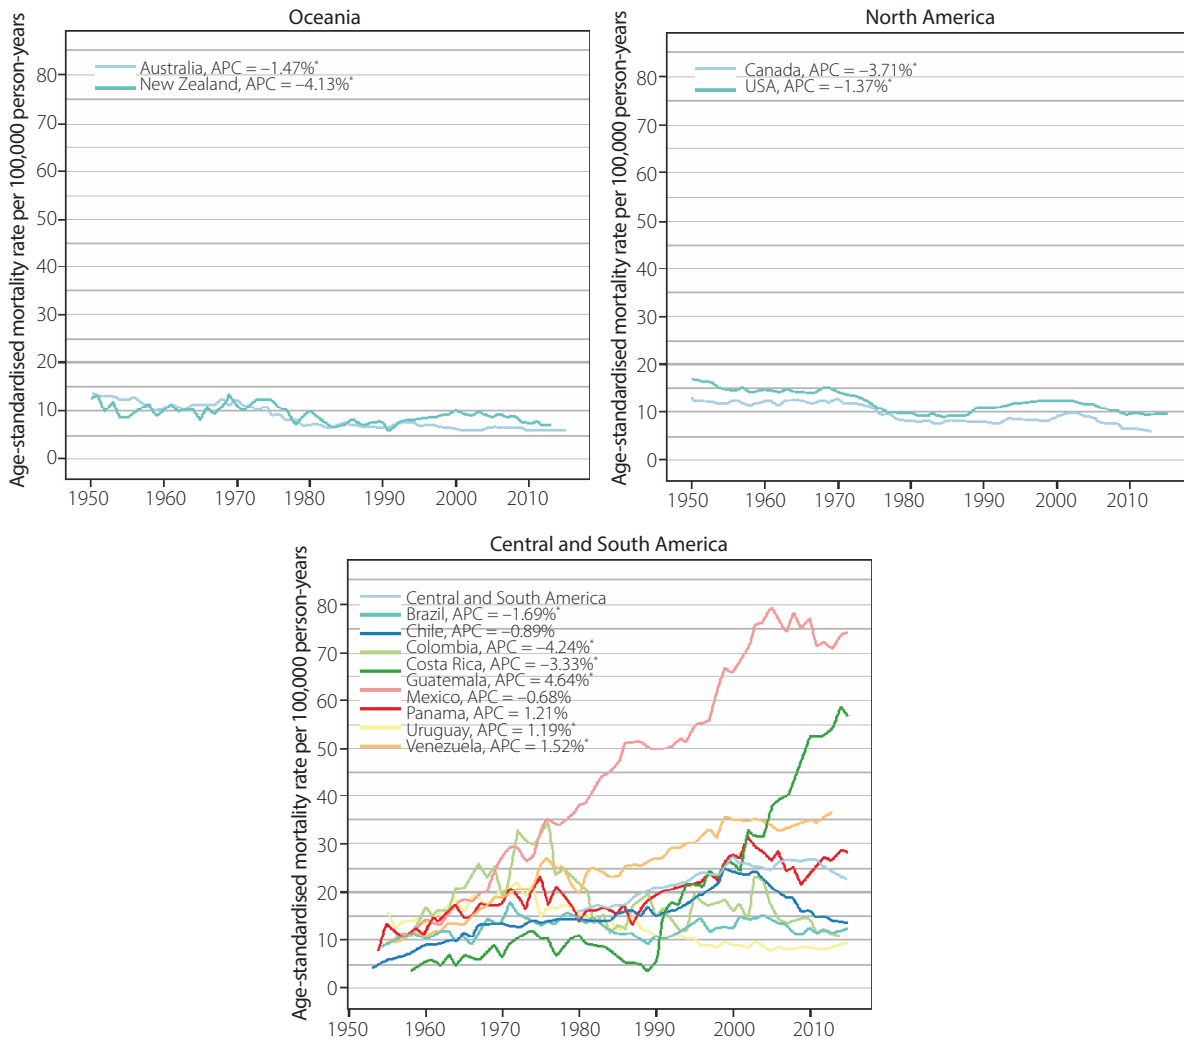 Oceania
Age-standardised mortality rate per 100,000 person-years
Australia, APC = –1.47%*
New Zealand, APC = –4.13%*
80
70
60
50
40
30
20
10
0
1950 1960 1970 1980 1990 2000 2010
North America
Age-standardised mortality rate per 100,000 person-years
Canada, APC = –3.71%*
USA, APC = –1.37%*
80
70
60
50
40
30
20
10
0
1950 1960 1970 1980 1990 2000 2010
Central and South America
Age-standardised mortality rate per 100,000 person-years
Central and South America
Brazil, APC = –1.69%*
Chile, APC = –0.89%
Colombia, APC = –4.24%*
Costa Rica, APC = –3.33%*
Guatemala, APC = 4.64%*
Mexico, APC = –0.68%
Panama, APC = 1.21%
Uruguay, APC = 1.19%*
Venezuela, APC = 1.52%*
80
70
60
50
40
30
20
10
0
1950 1960 1970 1980 1990 2000 2010